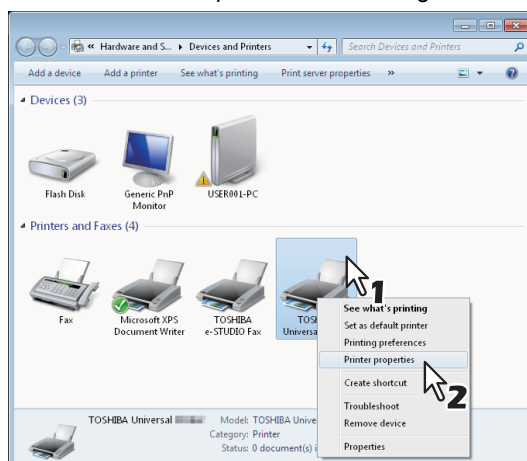 Hardware and S... Devices and Printers Search Devices and Printers
Add a device Add a printer See what's printing Print server properties »
Devices (3)
Flash Disk
Generic PnP
Monitor
USER001-PC
Printers and Faxes (4)
Fax
Microsoft XPS
Document Writer
TOSHIBA
e-STUDIO Fax
TOSH
Universa
1
See what's printing
Set as default printer
Printing preferences
Printer properties
Create shortcut
2
Troubleshoot
Remove device
Properties
TOSHIBA Universal Model: TOSHIBA Unive
Category: Printer
Status: 0 document(s) i